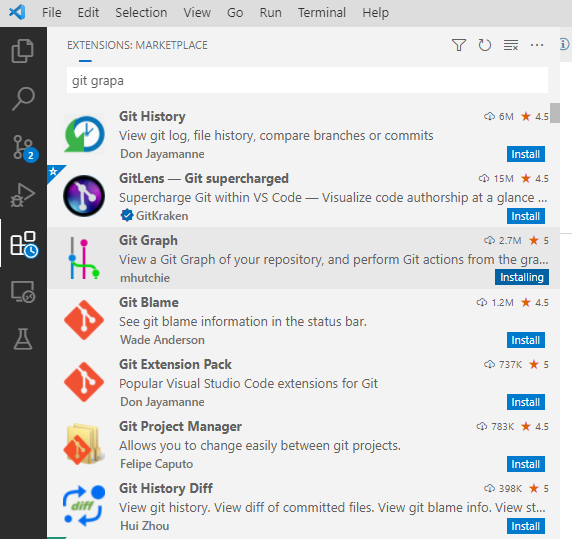 File Edit Selection View Go Run Terminal Help
EXTENSIONS: MARKETPLACE
git grapa
Git History 6M 4.5
View git log, file history, compare branches or commits
Don Jayamanne Install
GitLens — Git supercharged 15M 4.5
Supercharge Git within VS Code — Visualize code authorship at a glance ...
GitKraken Install
Git Graph 2.7M 5
View a Git Graph of your repository, and perform Git actions from the gra...
mhutchie Installing
Git Blame 1.2M 4.5
See git blame information in the status bar.
Wade Anderson Install
Git Extension Pack 737K 5
Popular Visual Studio Code extensions for Git
Don Jayamanne Install
Git Project Manager 783K 4.5
Allows you to change easily between git projects.
Felipe Caputo Install
Git History Diff 398K 5
View git history. View diff of committed files. View git blame info. View st...
Hui Zhou Install
2
diff